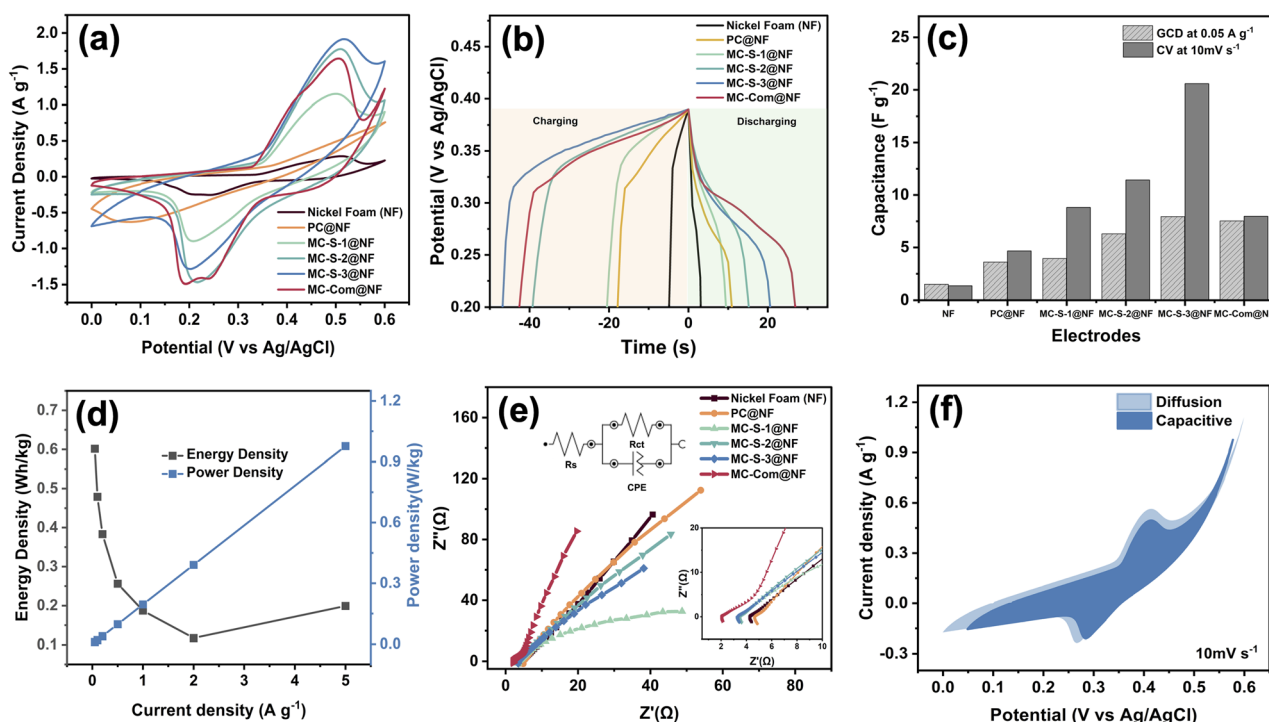 (a)
Current Density (A g⁻¹)
2.0
1.5
1.0
0.5
0.0
-0.5
-1.0
-1.5
Nickel Foam (NF)
PC@NF
MC-S-1@NF
MC-S-2@NF
MC-S-3@NF
MC-Com@NF
0.0 0.1 0.2 0.3 0.4 0.5 0.6
Potential (V vs Ag/AgCl)
(b)
Potential (V vs Ag/AgCl)
0.45
0.40
0.35
0.30
0.25
0.20
Nickel Foam (NF)
PC@NF
MC-S-1@NF
MC-S-2@NF
MC-S-3@NF
MC-Com@NF
Charging
Discharging
-40 -20 0 20
Time (s)
(c)
Capacitance (F g⁻¹)
25
20
15
10
5
0
GCD at 0.05 A g⁻¹
CV at 10mV s⁻¹
NF PC@NF MC-S-1@NF MC-S-2@NF MC-S-3@NF MC-Com@N
Electrodes
(d)
Energy Density (Wh/kg)
0.7
0.6
0.5
0.4
0.3
0.2
0.1
Energy Density
Power Density
1.2
0.9
0.6
0.3
0.0
Power density(W/kg)
0 1 2 3 4 5
Current density (A g⁻¹)
(e)
Z''(Ω)
160
120
80
40
0
Nickel Foam (NF)
PC@NF
MC-S-1@NF
MC-S-2@NF
MC-S-3@NF
MC-Com@NF
Rs
Rct
CPE
Z''(Ω)
20
10
0
2 4 6 8 10
Z'(Ω)
0 20 40 60 80
Z'(Ω)
(f)
Current density (A g⁻¹)
1.2
0.9
0.6
0.3
0.0
-0.3
Diffusion
Capacitive
10mV s⁻¹
0.0 0.1 0.2 0.3 0.4 0.5 0.6
Potential (V vs Ag/AgCl)